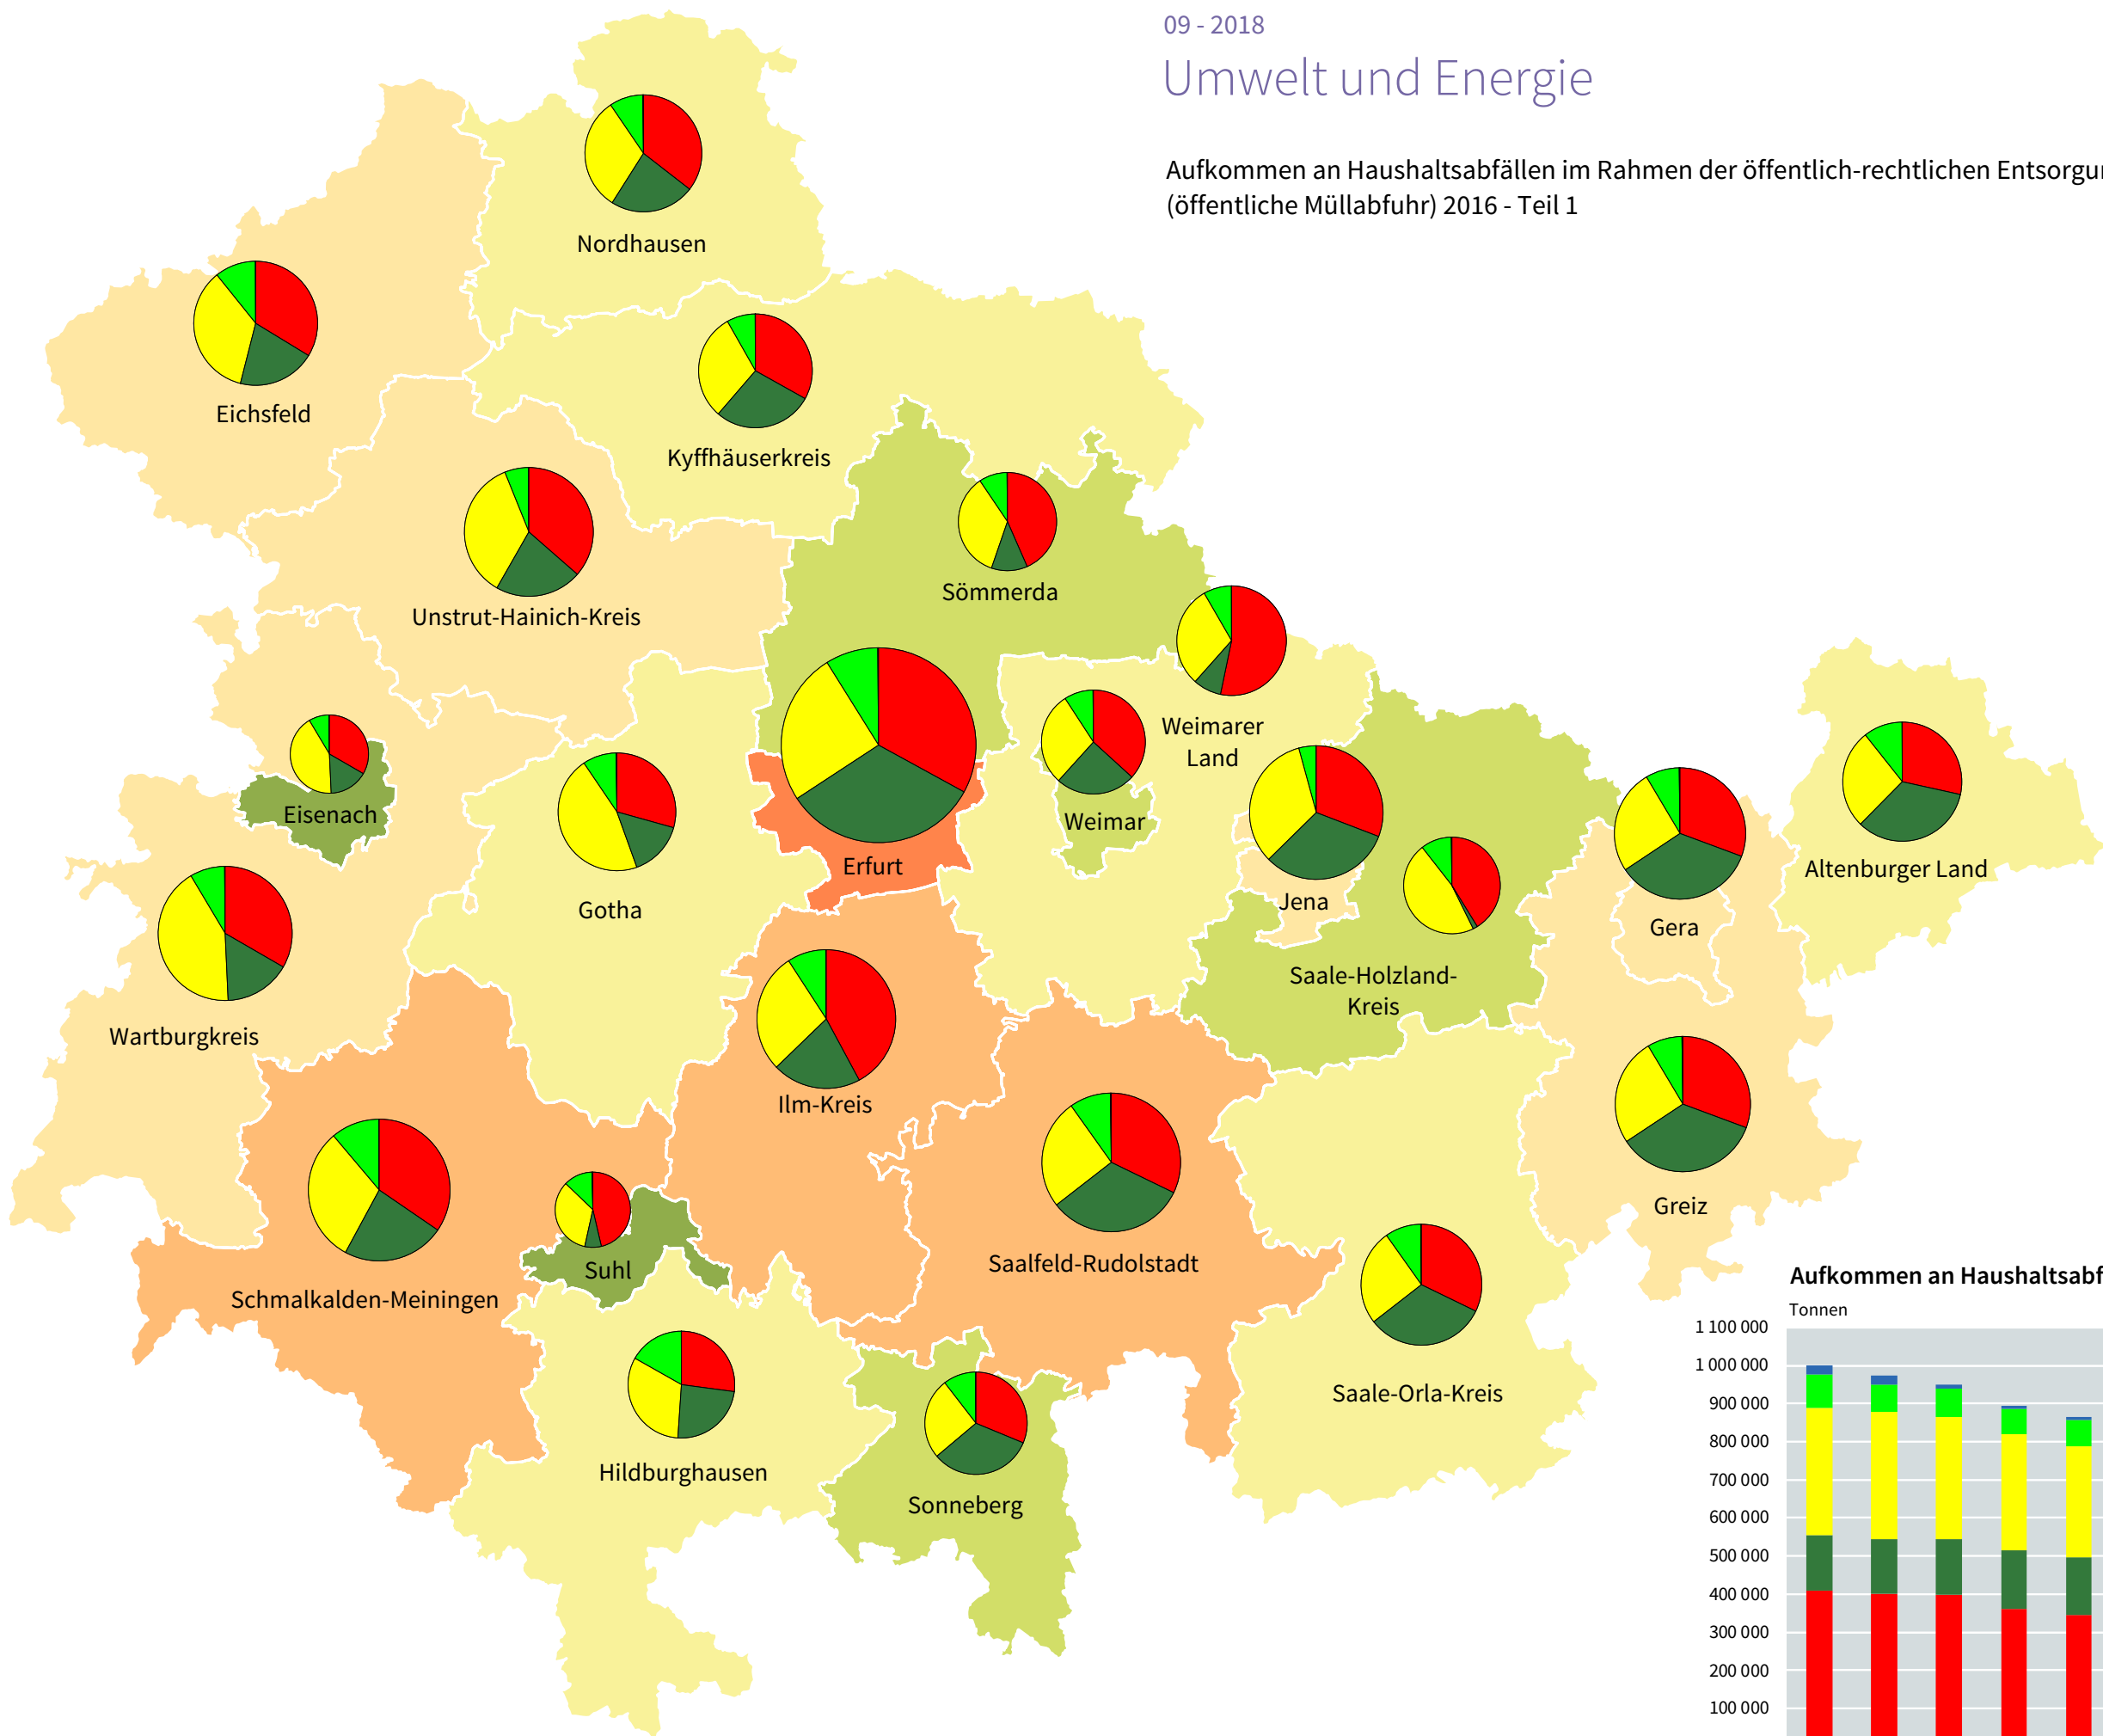 09 - 2018
Umwelt und Energie
Aufkommen an Haushaltsabfällen im Rahmen der öffentlich-rechtlichen
(öffentliche Müllabfuhr) 2016 - Teil 1
Nordhausen
Eichsfeld
Kyffhäuserkreis
Sömmerda
Unstrut-Hainich-Kreis
Weimarer
Land
Eisenach
Weimar
Erfurt
Altenburger Land
Gotha
Jena
Gera
Saale-Holzland-
Kreis
Wartburgkreis
Ilm-Kreis
Greiz
Saalfeld-Rudolstadt
Suhl
Schmalkalden-Meiningen
Saale-Orla-Kreis
Hildburghausen
Sonneberg
Aufkommen an
Tonnen
1 100 000
1 000 000
900 000
800 000
700 000
600 000
500 000
400 000
300 000
200 000
100 000